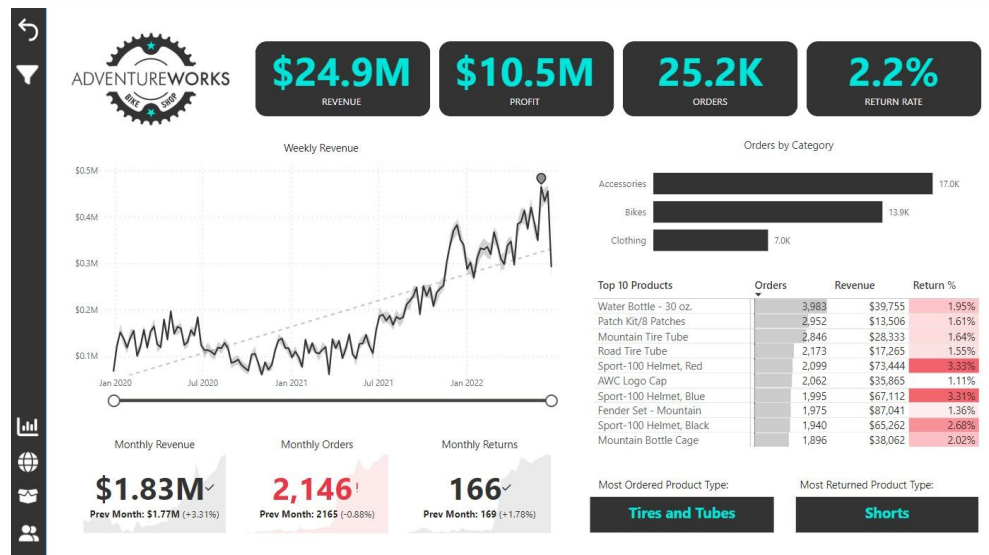 ADVENTUREWORKS
BIKE SHOP
$24.9M
REVENUE
$10.5M
PROFIT
25.2K
ORDERS
2.2%
RETURN RATE
Weekly Revenue
$0.5M
$0.4M
$0.3M
$0.2M
$0.1M
Jan 2020 Jul 2020 Jan 2021 Jul 2021 Jan 2022
Orders by Category
Accessories 17.0K
Bikes 13.9K
Clothing 7.0K
Top 10 Products Orders Revenue Return %
Water Bottle - 30 oz. 3,983 $39,755 1.95%
Patch Kit/8 Patches 2,952 $13,506 1.61%
Mountain Tire Tube 2,846 $28,333 1.64%
Road Tire Tube 2,173 $17,265 1.55%
Sport-100 Helmet, Red 2,099 $73,444 3.33%
AWC Logo Cap 2,062 $35,865 1.11%
Sport-100 Helmet, Blue 1,995 $67,112 3.31%
Fender Set - Mountain 1,975 $87,041 1.36%
Sport-100 Helmet, Black 1,940 $65,262 2.68%
Mountain Bottle Cage 1,896 $38,062 2.02%
Monthly Revenue
$1.83M
Prev Month: $1.77M (+3.31%)
Monthly Orders
2,146!
Prev Month: 2165 (-0.88%)
Monthly Returns
166
Prev Month: 169 (+1.78%)
Most Ordered Product Type:
Tires and Tubes
Most Returned Product Type:
Shorts